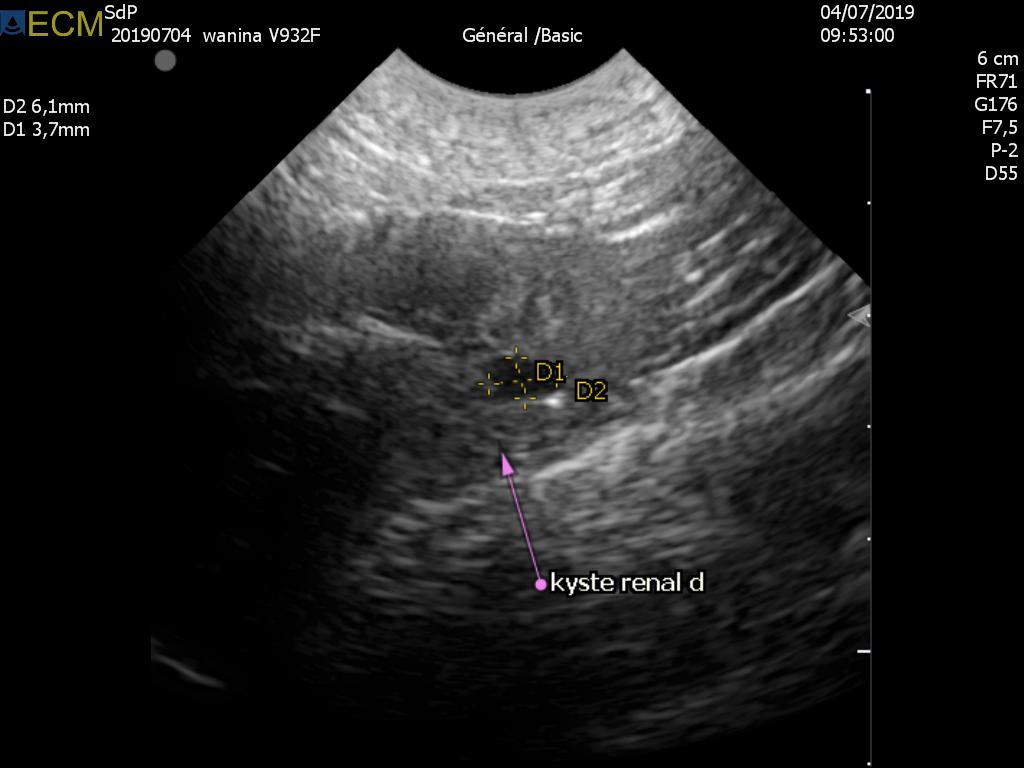 ECM
SdP
20190704 wanina V932F
Général /Basic
04/07/2019
09:53:00
6 cm
FR71
G176
F7,5
P-2
D55
D2 6,1mm
D1 3,7mm
D1
D2
kyste renal d